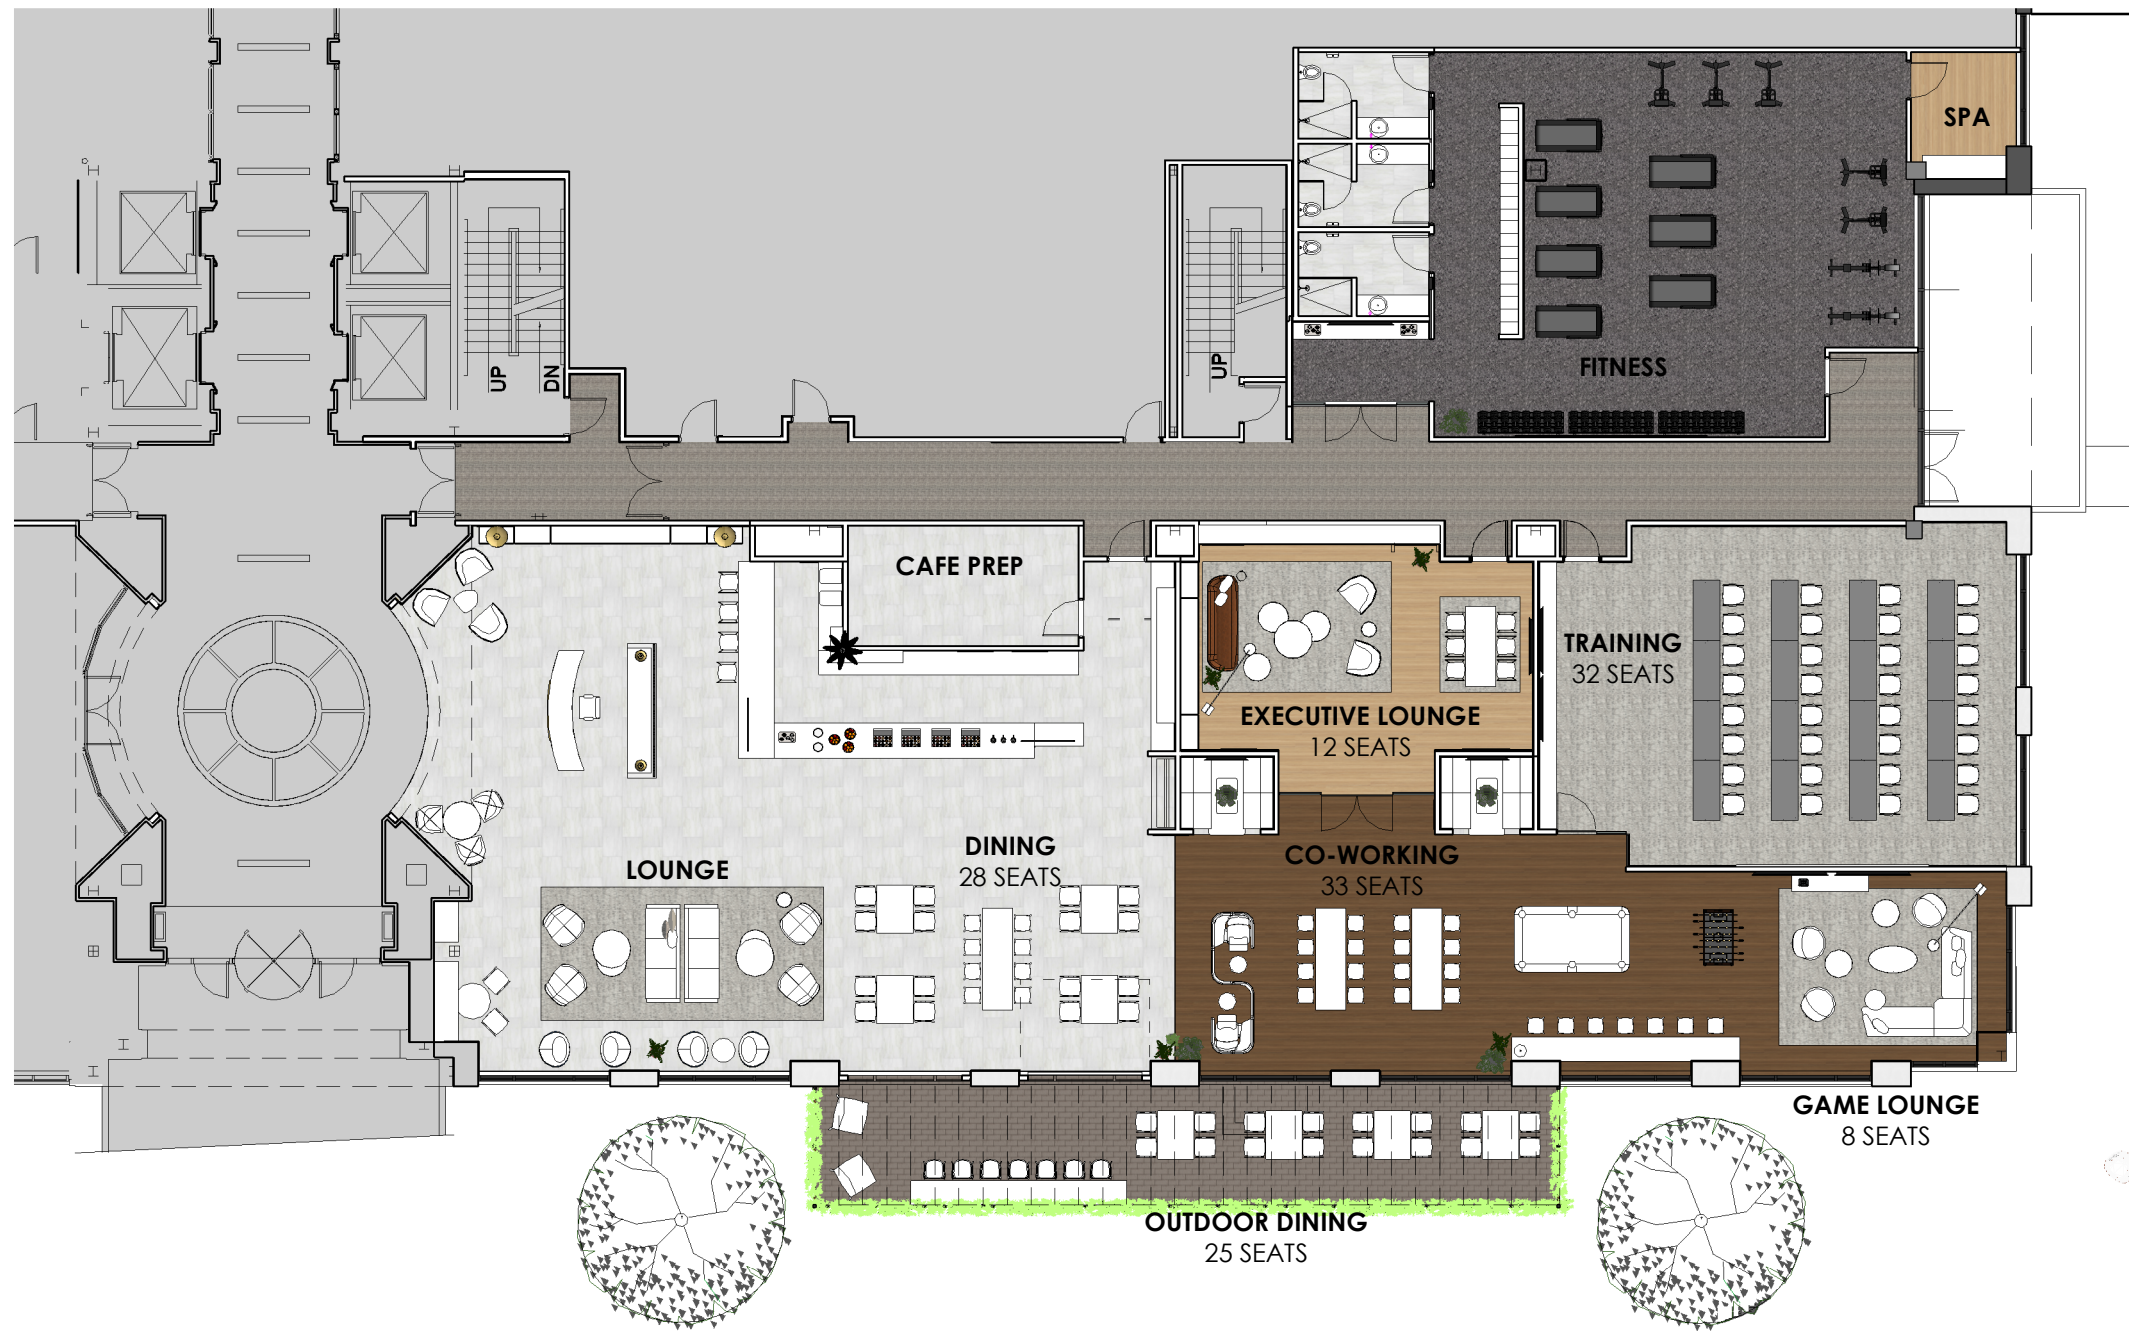 SPA
FITNESS
UP
DN
UP
CAFE PREP
TRAINING
32 SEATS
EXECUTIVE LOUNGE
12 SEATS
DINING
28 SEATS
LOUNGE
CO-WORKING
33 SEATS
GAME LOUNGE
8 SEATS
OUTDOOR DINING
25 SEATS